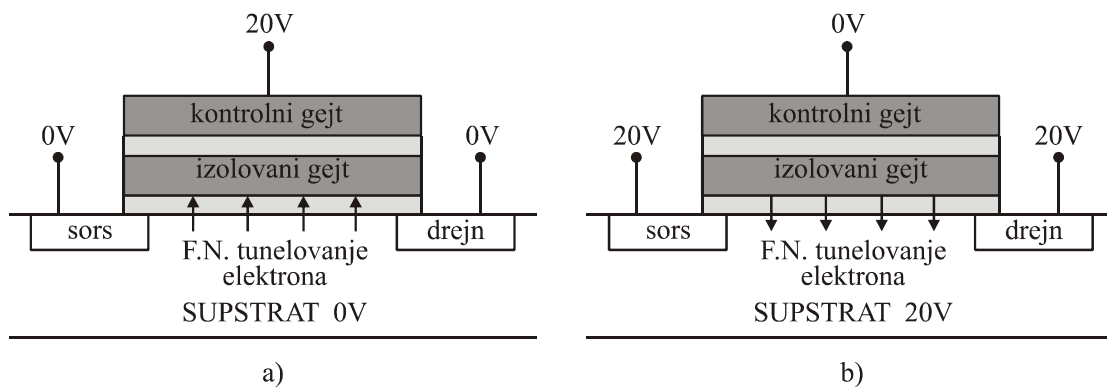 20V
kontrolni gejt
0V
0V
izolovani gejt
sors
drejn
F.N. tunelovanje
elektrona
SUPSTRAT 0V
a)
0V
kontrolni gejt
20V
20V
izolovani gejt
sors
drejn
F.N. tunelovanje
elektrona
SUPSTRAT 20V
b)